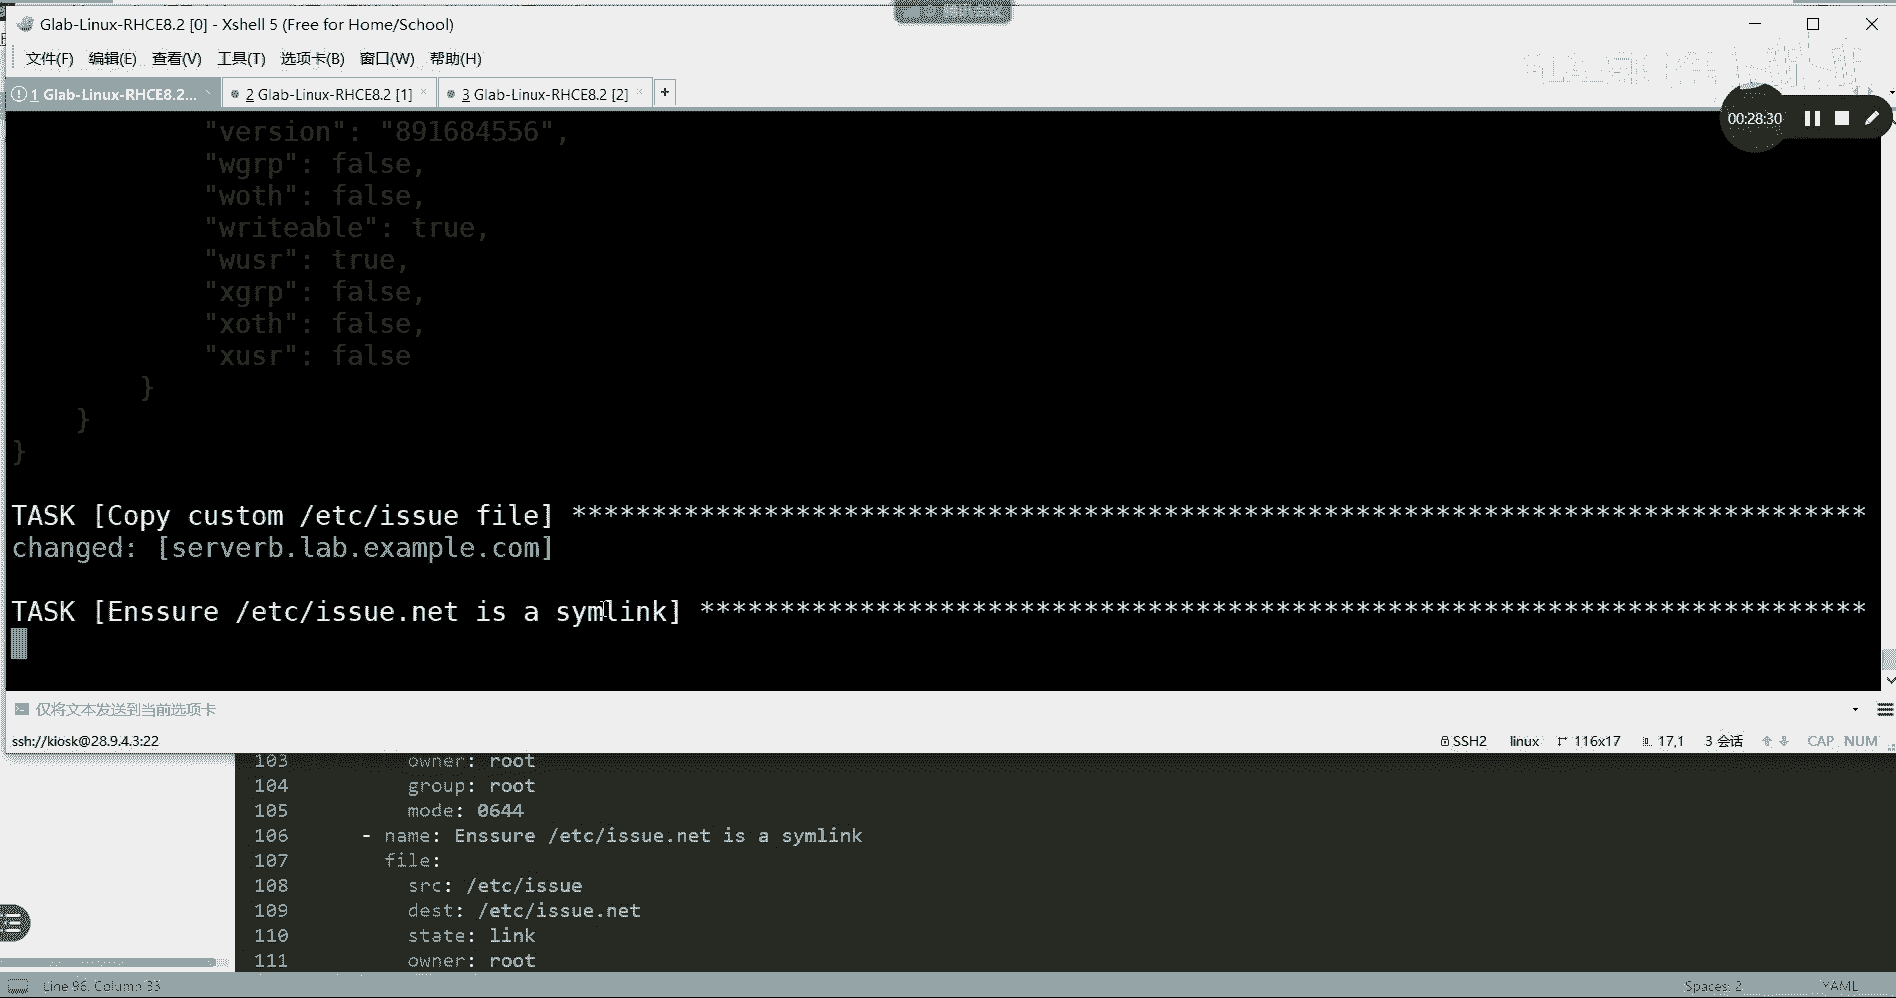 Glab-Linux-RHCE8.2 [0] - Xshell 5 (Free for Home/School)
文件(F) 编辑(E) 查看(V) 工具(T) 选项卡(B) 窗口(W) 帮助(H)
1 Glab-Linux-RHCE8.2... 2 Glab-Linux-RHCE8.2 [1] 3 Glab-Linux-RHCE8.2 [2] +
00:28:30
"version": "891684556",
"wgrp": false,
"woth": false,
"writeable": true,
"wusr": true,
"xgrp": false,
"xoth": false,
"xusr": false
}
}
}
TASK [Copy custom /etc/issue file] *********************************************************************************
changed: [serverb.lab.example.com]
TASK [Enssure /etc/issue.net is a symlink] *************************************************************************
仅将文本发送到当前选项卡
ssh://kiosk@28.9.4.3:22 SSH2 linux 116x17 17,1 3 会话 CAP NUM
103 owner: root
104 group: root
105 mode: 0644
106 - name: Enssure /etc/issue.net is a symlink
107 file:
108 src: /etc/issue
109 dest: /etc/issue.net
110 state: link
111 owner: root
Line 96, Column 33 Spaces: 2 YAML